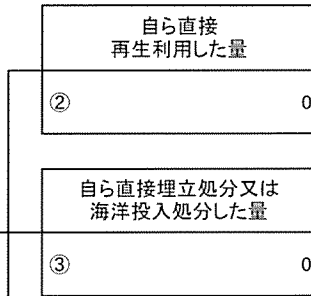 自ら直接
再生利用した量
② 0
自ら直接埋立処分又は
海洋投入処分した量
③ 0